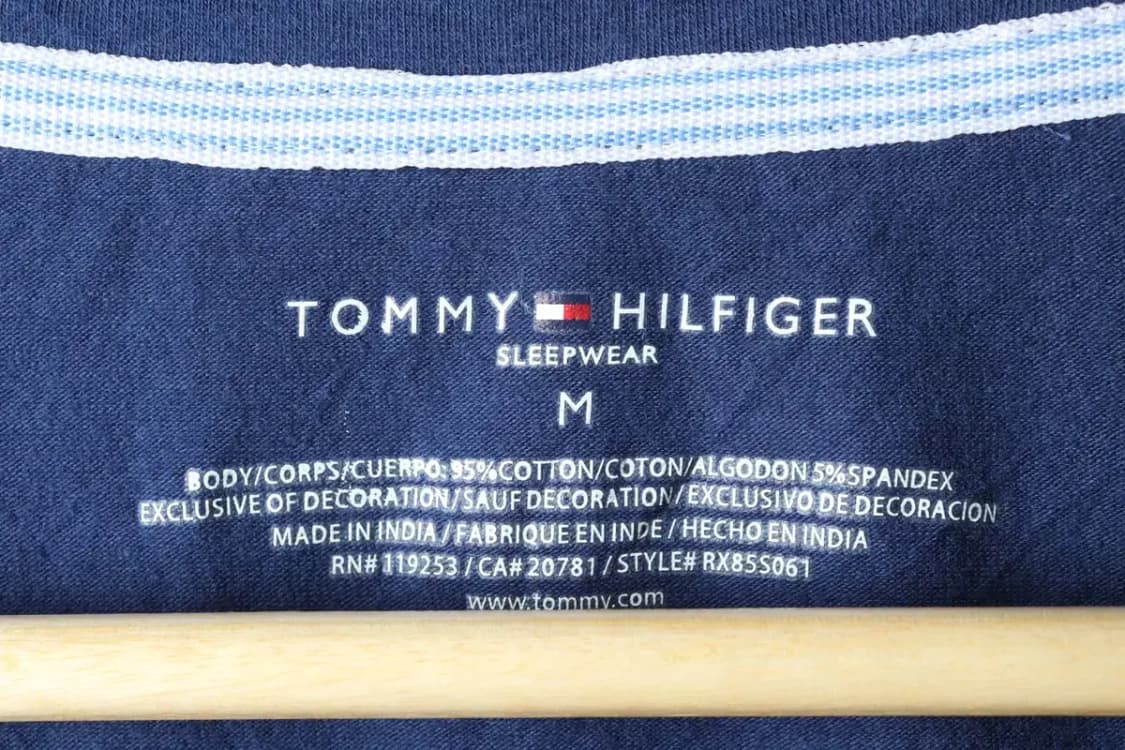 TOMMY HILFIGER
SLEEPWEAR
M
BODY/CORPS/CUERPO: 95%COTTON/COTON/ALGODON 5%SPANDEX
EXCLUSIVE OF DECORATION/SAUF DECORATION/EXCLUSIVO DE DECORACION
MADE IN INDIA / FABRIQUE EN INDE / HECHO EN INDIA
RN# 119253 / CA# 20781 / STYLE# RX85S061
www.tommy.com